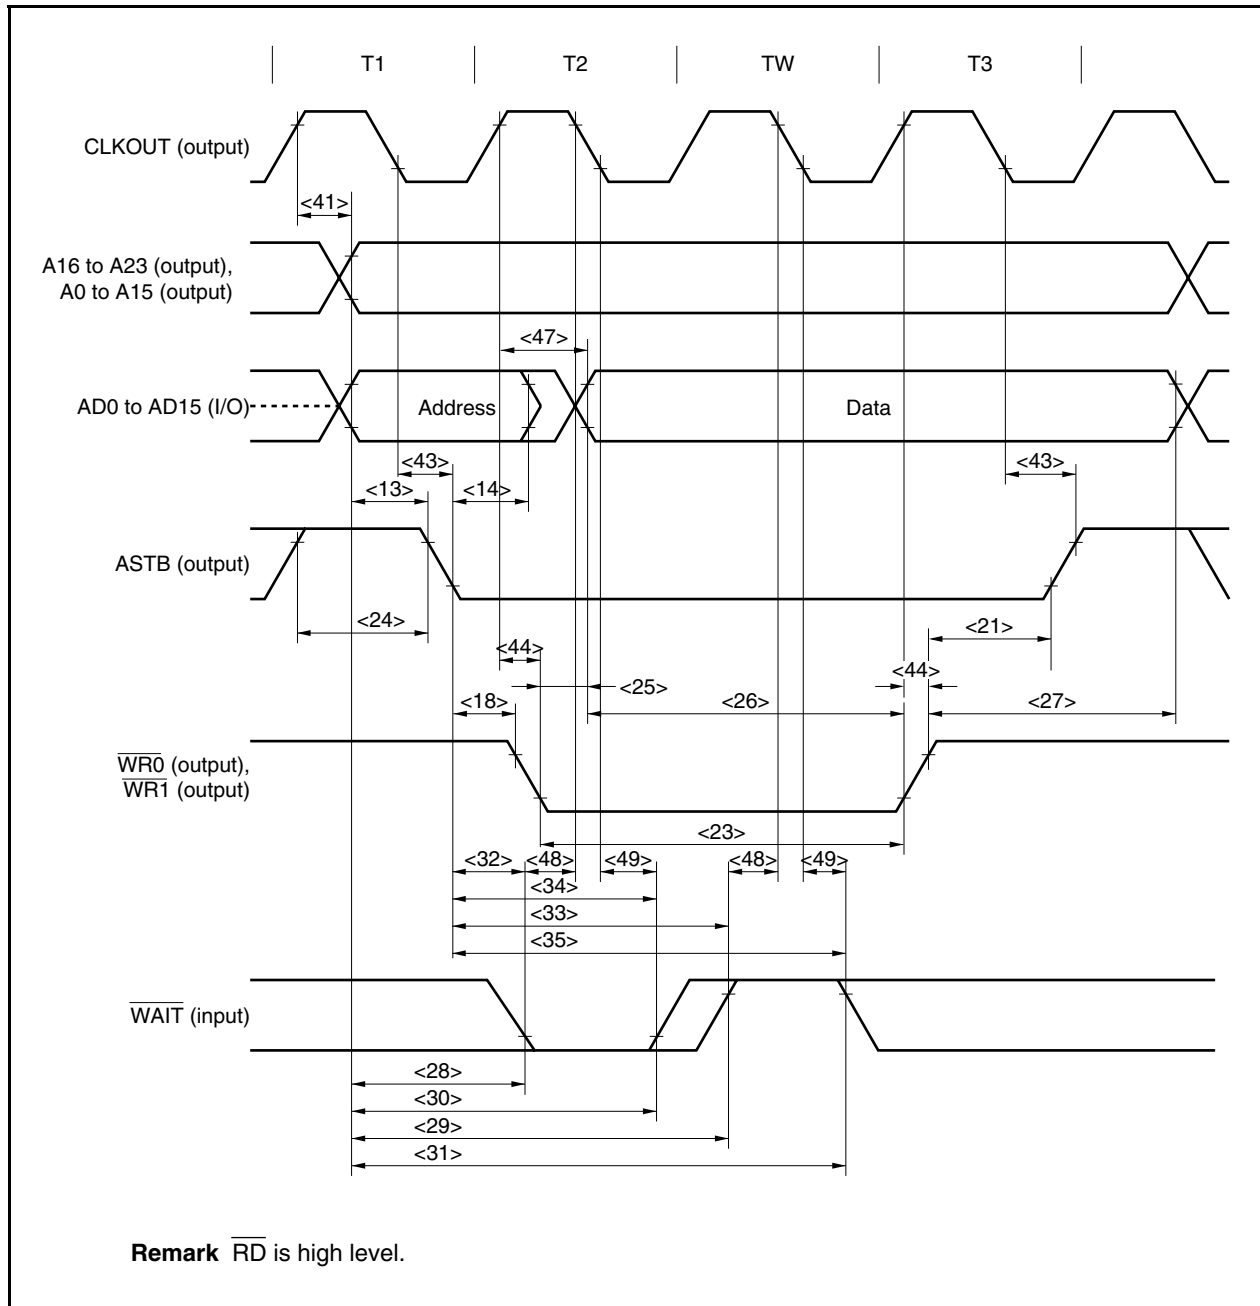 T1 T2 TW T3
CLKOUT (output)
<41>
A16 to A23 (output),
A0 to A15 (output)
<47>
AD0 to AD15 (I/O) Address Data
<43> <43>
<13> <14>
ASTB (output)
<24> <21>
<44> <44>
<25>
<18> <26> <27>
WR0 (output),
WR1 (output)
<23>
<32> <48> <49> <48> <49>
<34>
<33>
<35>
WAIT (input)
<28>
<30>
<29>
<31>
Remark RD is high level.